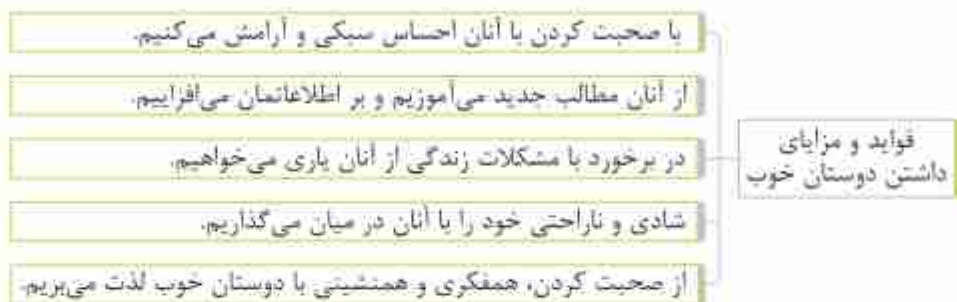 فواید و مزایای
داشتن دوستان خوب
با صحبت کردن با آنان احساس سبکی و آرامش می‌کنیم.
از آنان مطالب جدید می‌آموزیم و بر اطلاعاتمان می‌افزاییم.
در برخورد با مشکلات زندگی از آنان یاری می‌خواهیم.
شادی و ناراحتی خود را با آنان در میان می‌گذاریم.
از صحبت کردن، همفکری و همنشینی با دوستان خوب لذت می‌بریم.